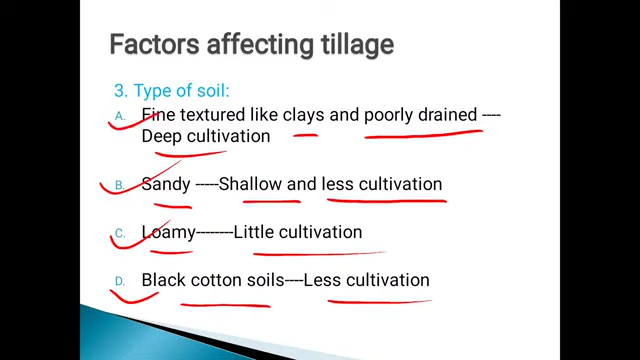 Factors affecting tillage
3. Type of soil:
A. Fine textured like clays and poorly drained ----
Deep cultivation
B. Sandy -----Shallow and less cultivation
C. Loamy--------Little cultivation
D. Black cotton soils----Less cultivation